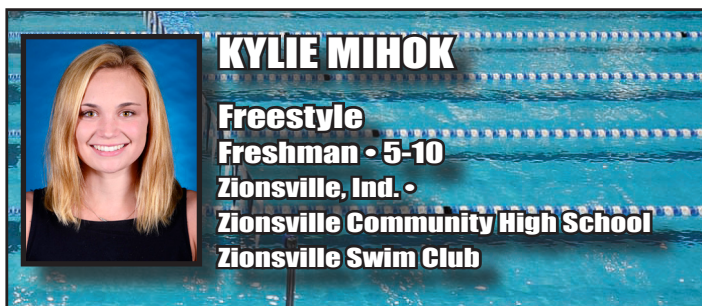 KYLIE MIHOK
Freestyle
Freshman • 5-10
Zionsville, Ind. •
Zionsville Community High School
Zionsville Swim Club